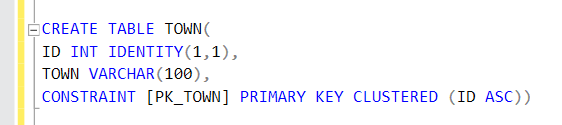 CREATE TABLE TOWN(
ID INT IDENTITY(1,1),
TOWN VARCHAR(100),
CONSTRAINT [PK_TOWN] PRIMARY KEY CLUSTERED (ID ASC))